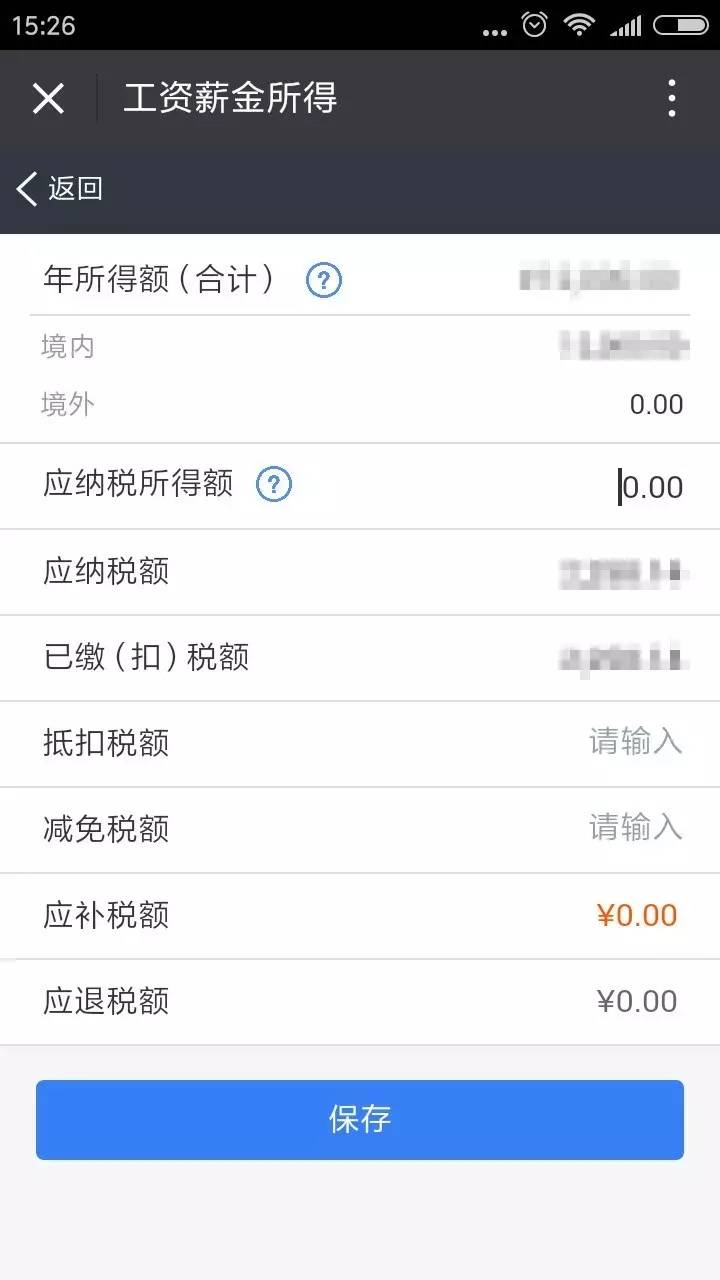 15:26
工资薪金所得
返回
年所得额(合计) ?
境内
境外 0.00
应纳税所得额 ? 0.00
应纳税额
已缴(扣)税额
抵扣税额 请输入
减免税额 请输入
应补税额 ¥0.00
应退税额 ¥0.00
保存